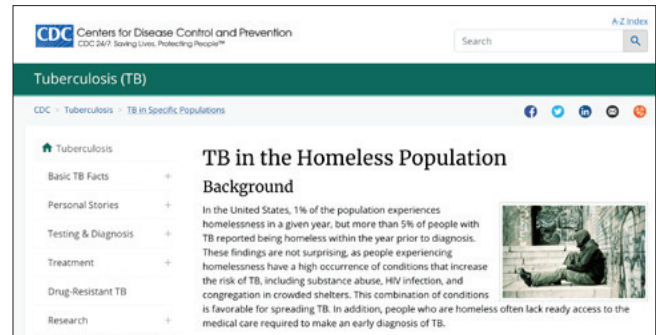 A-Z Index
CDC Centers for Disease Control and Prevention
CDC 24/7: Saving Lives, Protecting People™
Search
Tuberculosis (TB)
CDC > Tuberculosis > TB in Specific Populations
Tuberculosis
Basic TB Facts +
Personal Stories +
Testing & Diagnosis +
Treatment +
Drug-Resistant TB
Research +
TB in the Homeless Population
Background
In the United States, 1% of the population experiences
homelessness in a given year, but more than 5% of people with
TB reported being homeless within the year prior to diagnosis.
These findings are not surprising, as people experiencing
homelessness have a high occurrence of conditions that increase
the risk of TB, including substance abuse, HIV infection, and
congregation in crowded shelters. This combination of conditions
is favorable for spreading TB. In addition, people who are homeless often lack ready access to the
medical care required to make an early diagnosis of TB.